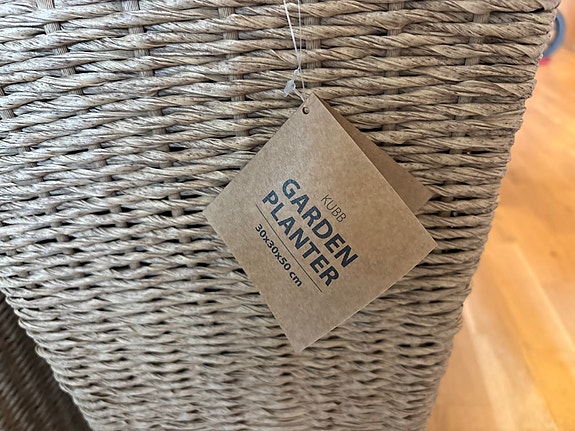 KUBB
GARDEN
PLANTER
30x30x50 cm